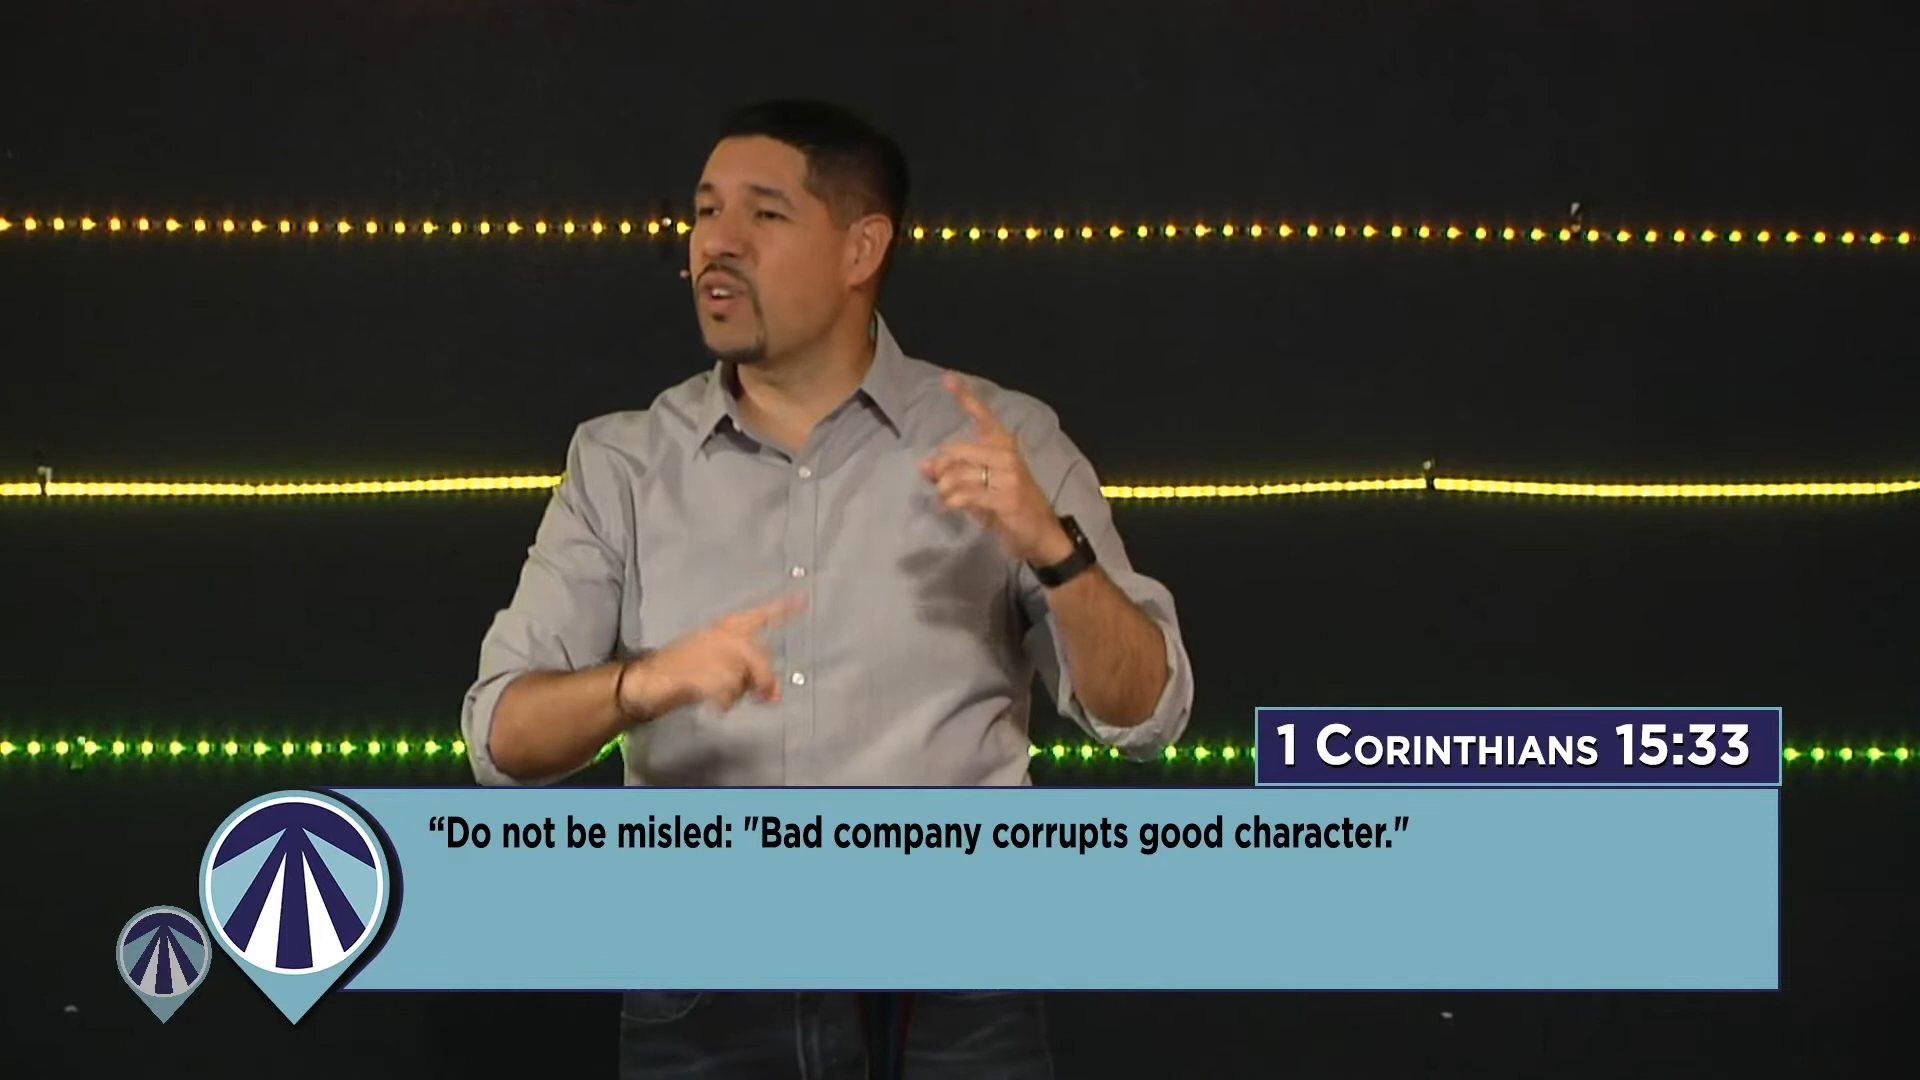 1 Corinthians 15:33
“Do not be misled: "Bad company corrupts good character."